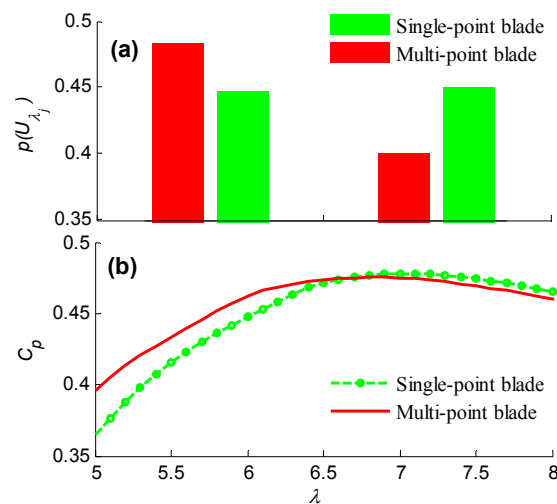 0.5
(a)
Single-point blade
Multi-point blade
0.45
p(U_{λ_j})
0.4
0.35
0.5
(b)
0.45
C_p
0.4
Single-point blade
Multi-point blade
0.35
5 5.5 6 6.5 7 7.5 8
λ